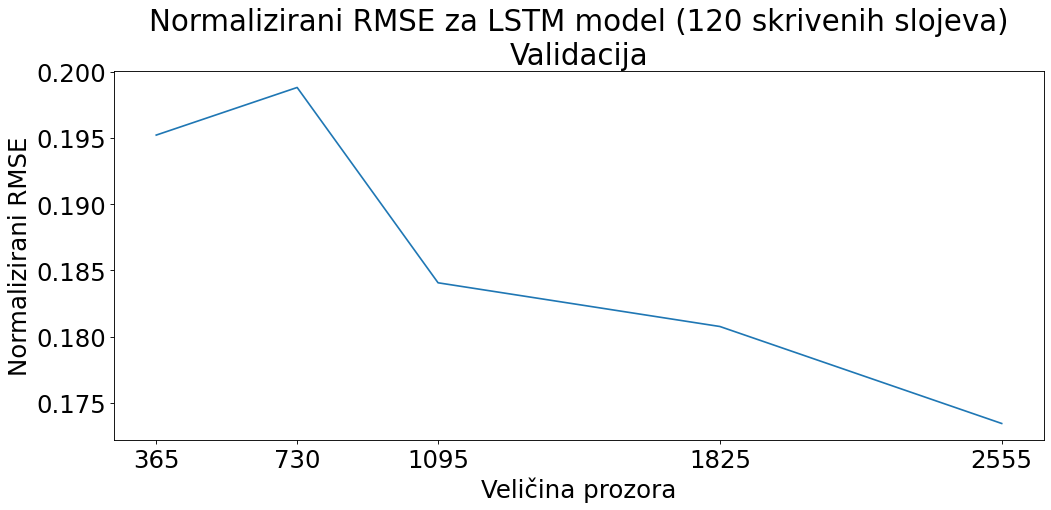 Normalizirani RMSE za LSTM model (120 skrivenih slojeva)
Validacija
Normalizirani RMSE
0.200
0.195
0.190
0.185
0.180
0.175
365 730 1095 1825 2555
Veličina prozora